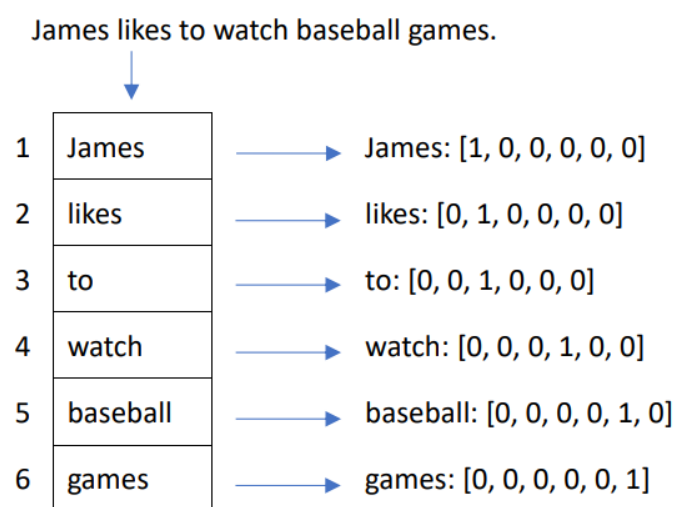 James likes to watch baseball games.
1 James James: [1, 0, 0, 0, 0, 0]
2 likes likes: [0, 1, 0, 0, 0, 0]
3 to to: [0, 0, 1, 0, 0, 0]
4 watch watch: [0, 0, 0, 1, 0, 0]
5 baseball baseball: [0, 0, 0, 0, 1, 0]
6 games games: [0, 0, 0, 0, 0, 1]